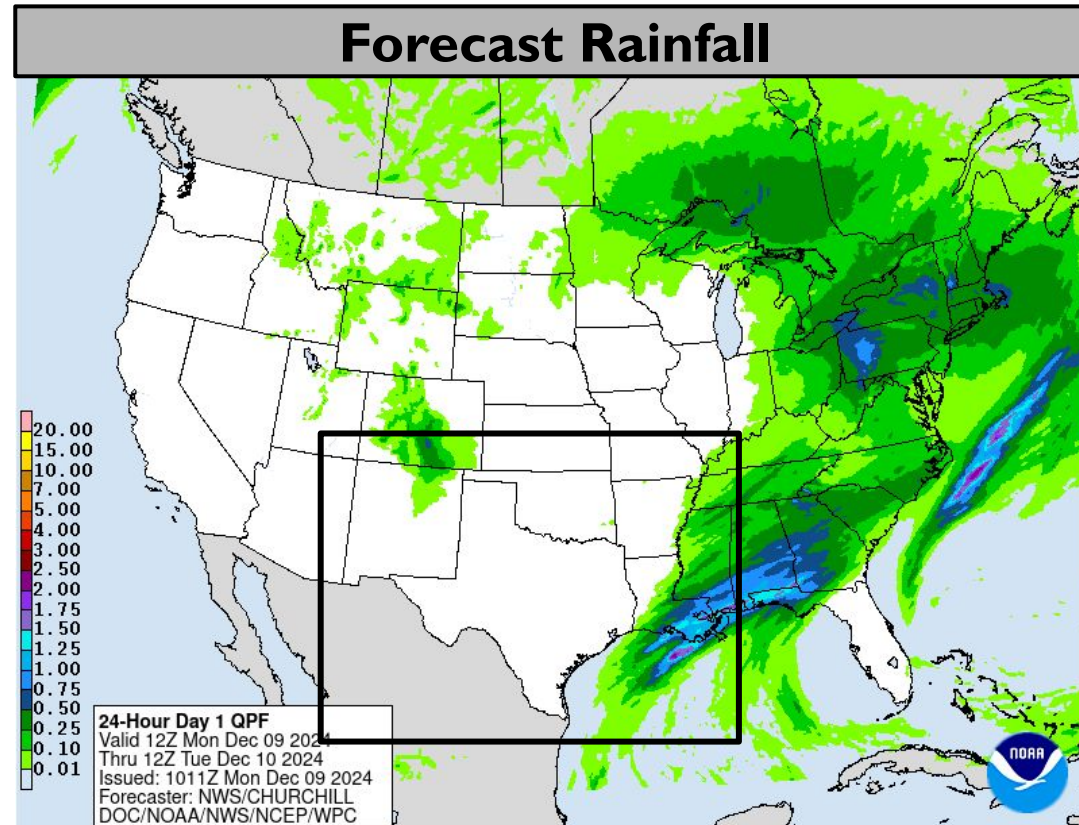 Forecast Rainfall
20.00
15.00
10.00
7.00
5.00
4.00
3.00
2.50
2.00
1.75
1.50
1.25
1.00
0.75
0.50
0.25
0.10
0.01
24-Hour Day 1 QPF
Valid 12Z Mon Dec 09 2024
Thru 12Z Tue Dec 10 2024
Issued: 1011Z Mon Dec 09 2024
Forecaster: NWS/CHURCHILL
DOC/NOAA/NWS/NCEP/WPC
NOAA